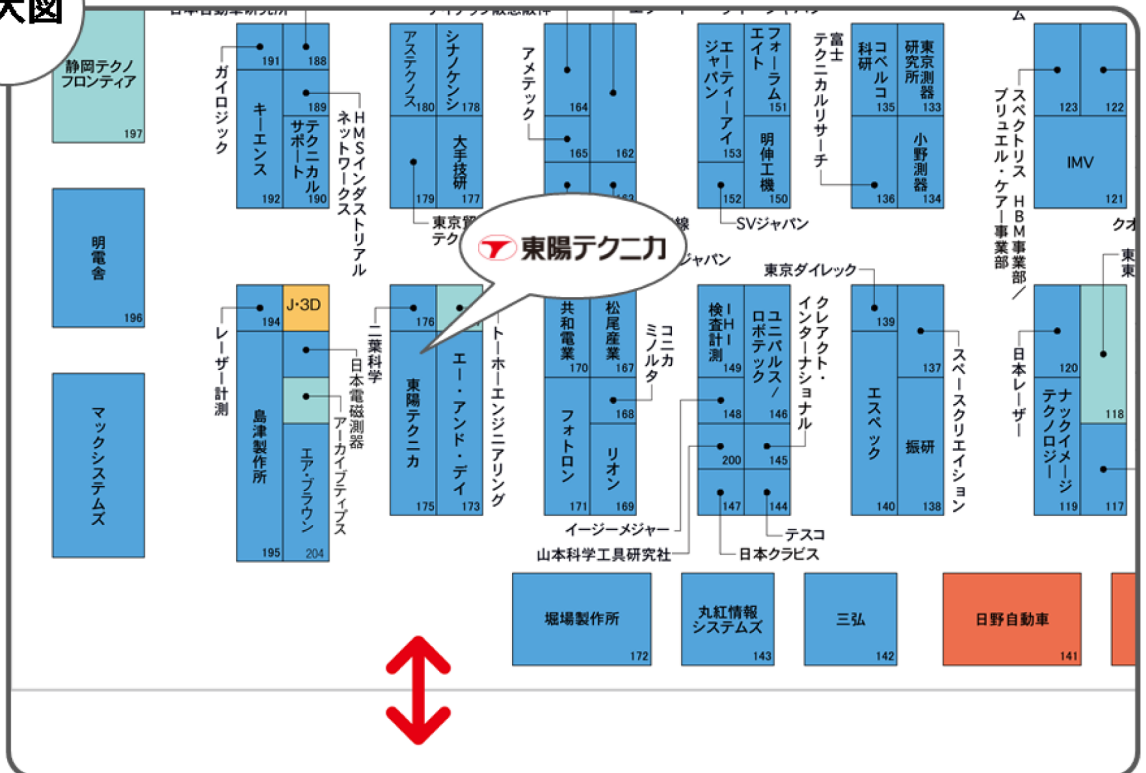 大図
静岡テクノ
フロンティア
197
明電舎
196
マックシステムズ
ガイロジック
191
188
189
キーエンス
192
テクニカル
サポート
190
HMSインダストリアル
ネットワークス
レーザー計測
194
J・3D
日本電磁測器
アーカイブティプス
島津製作所
195
エア・ブラウン
204
アステクノス
180
シナノケンシ
178
179
大手技研
177
東京貿
テク
東陽テクニカ
二葉科学
176
東陽テクニカ
175
エー・アンド・デイ
173
トーホーエンジニアリング
アメテック
164
165
162
線
ジャパン
共和電業
170
松尾産業
167
コニカ
ミノルタ
168
フォトロン
171
リオン
169
エーティーアイ
ジャパン
153
フォーラム
エイト
151
明伸工機
150
152
SVジャパン
IHI
検査計測
149
ユニパルス/
ロボテック
146
クレアクト・
インターナショナル
148
200
145
147
144
イージーメジャー
山本科学工具研究社
日本クラビス
テスコ
富士
テクニカルリサーチ
コベルコ
科研
135
東京測器
研究所
133
136
小野測器
134
東京ダイレック
139
137
エスペック
140
振研
138
スペースクリエイション
スペクトリス HBM事業部/
ブリュエル・ケアー事業部
ム
123
122
IMV
121
クオ
東
東
日本レーザー
120
118
ナックイメージ
テクノロジー
119
117
堀場製作所
172
丸紅情報
システムズ
143
三弘
142
日野自動車
141